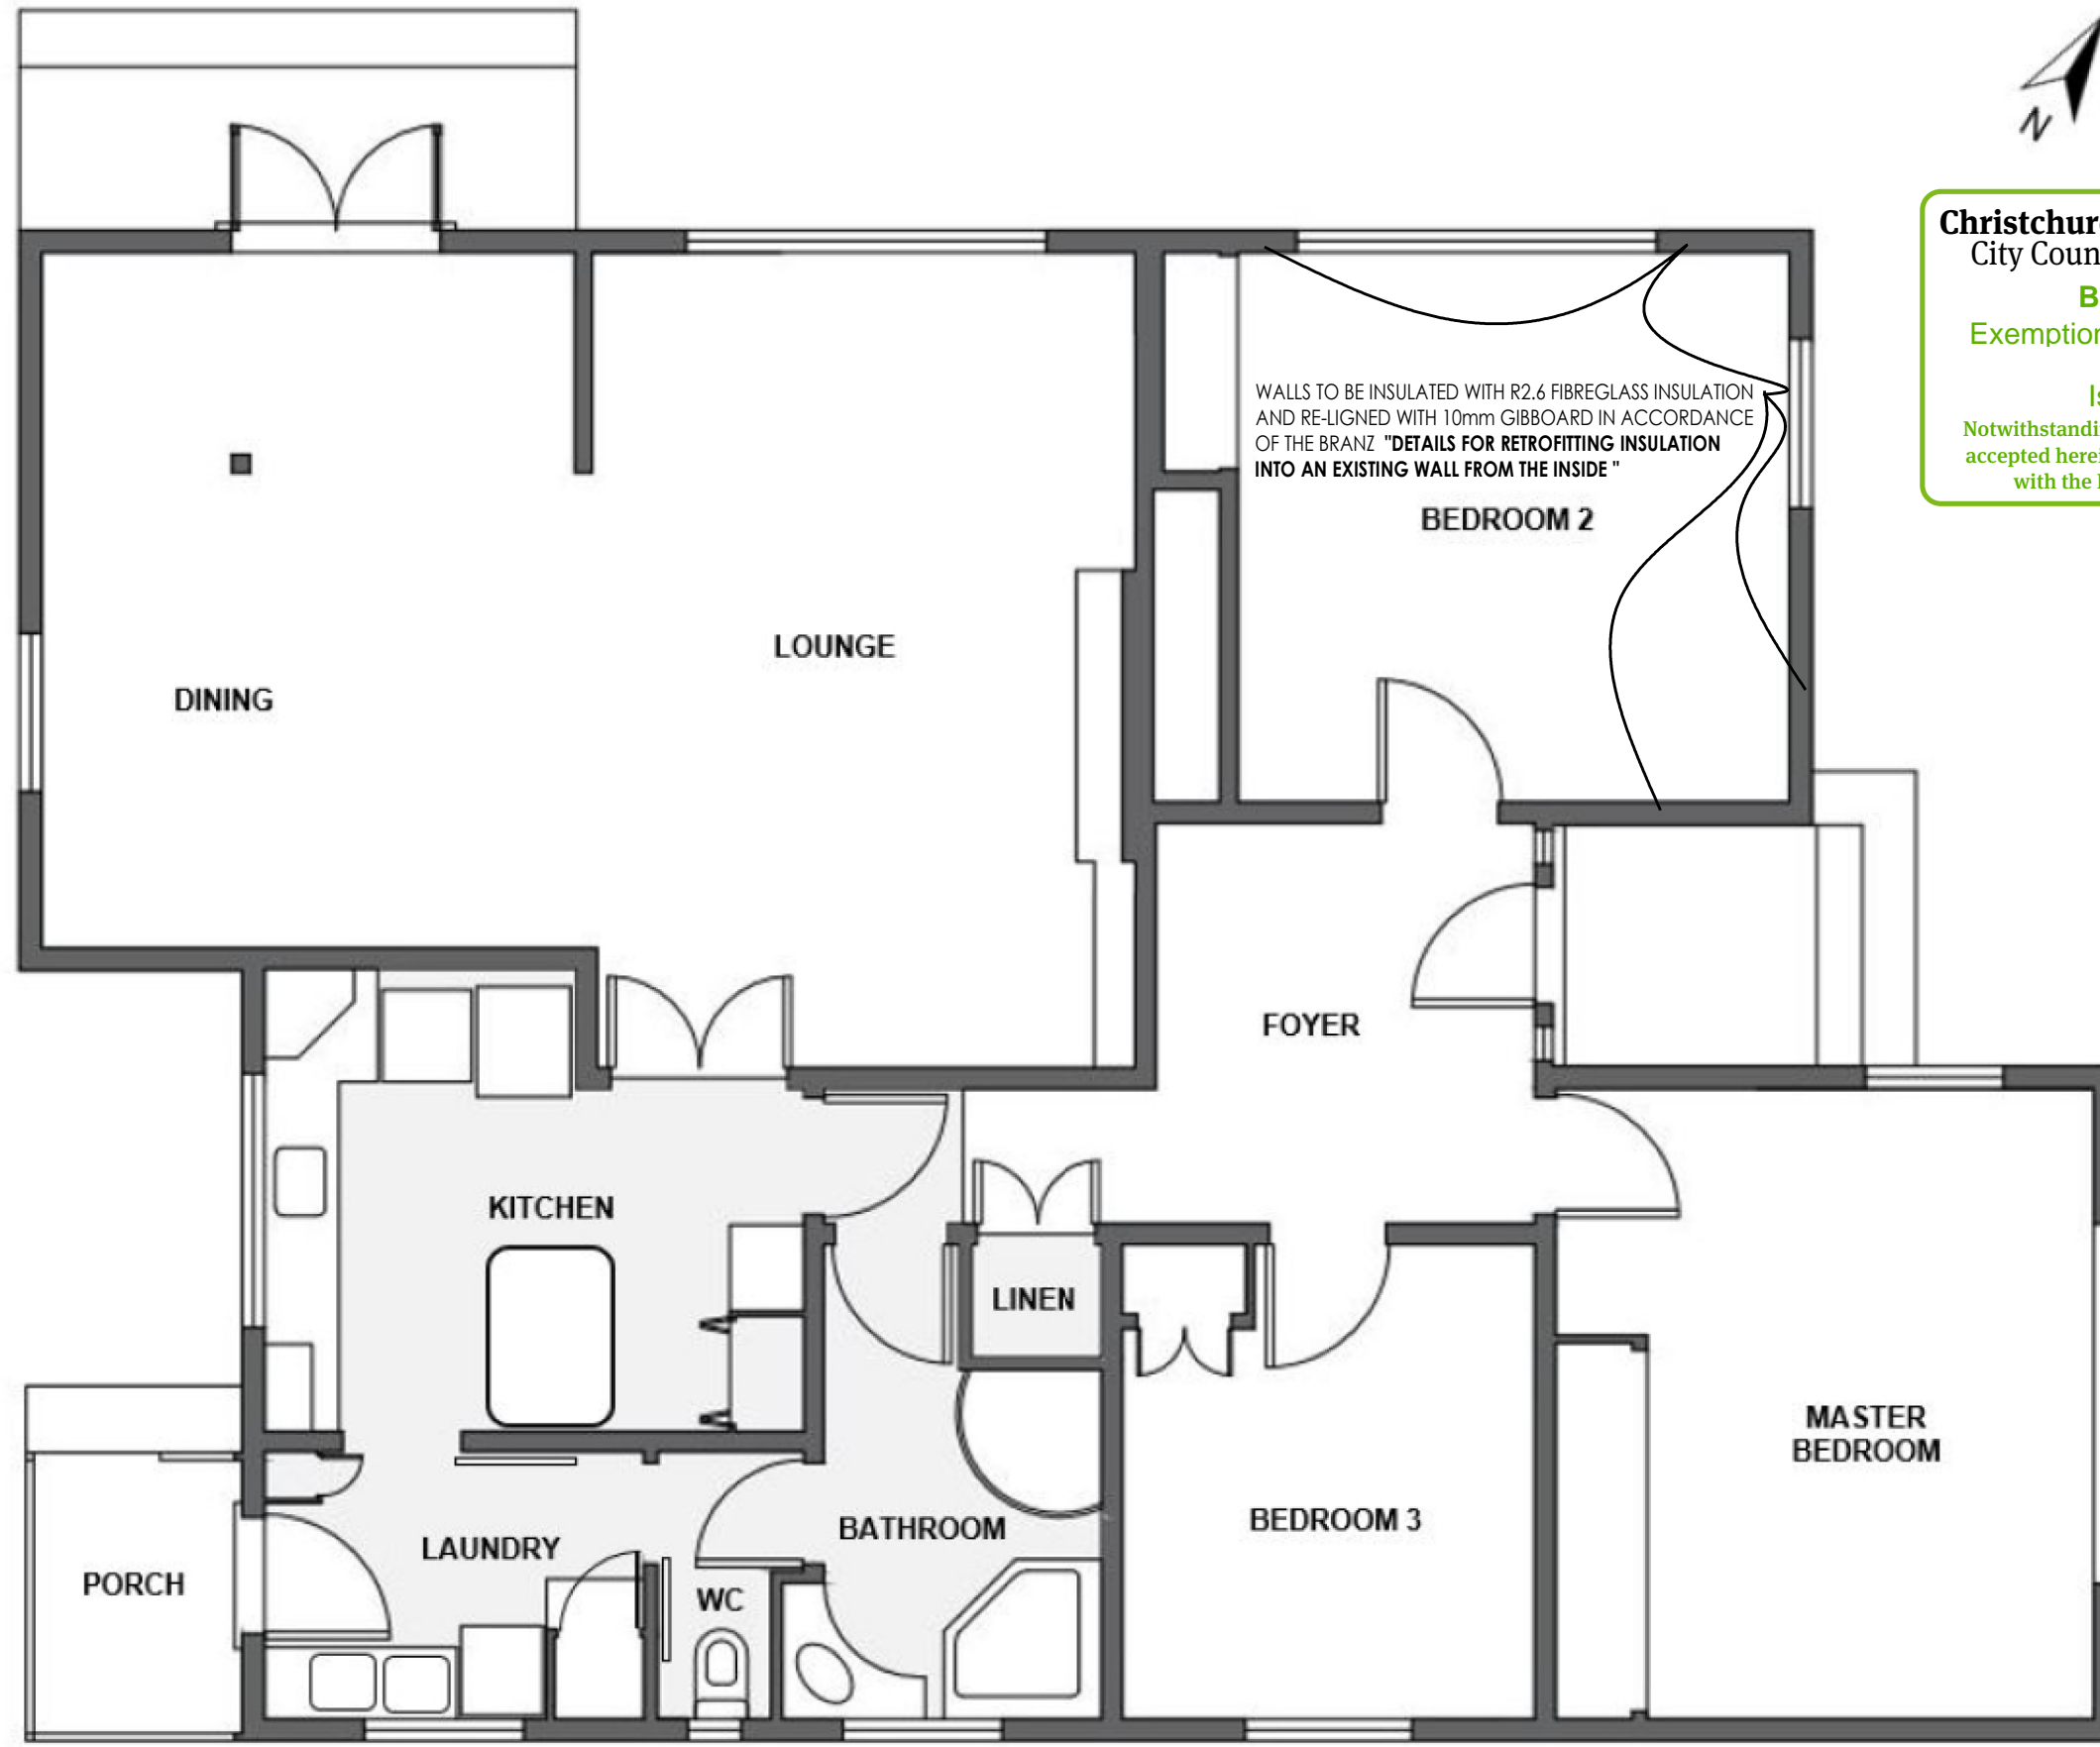 N
Christchur
City Coun
B
Exemption
Is
Notwithstandi
accepted herei
with the
WALLS TO BE INSULATED WITH R2.6 FIBREGLASS INSULATION
AND RE-LIGNED WITH 10mm GIBBOARD IN ACCORDANCE
OF THE BRANZ "DETAILS FOR RETROFITTING INSULATION
INTO AN EXISTING WALL FROM THE INSIDE "
BEDROOM 2
LOUNGE
DINING
FOYER
KITCHEN
LINEN
MASTER
BEDROOM
BEDROOM 3
BATHROOM
LAUNDRY
PORCH
WC